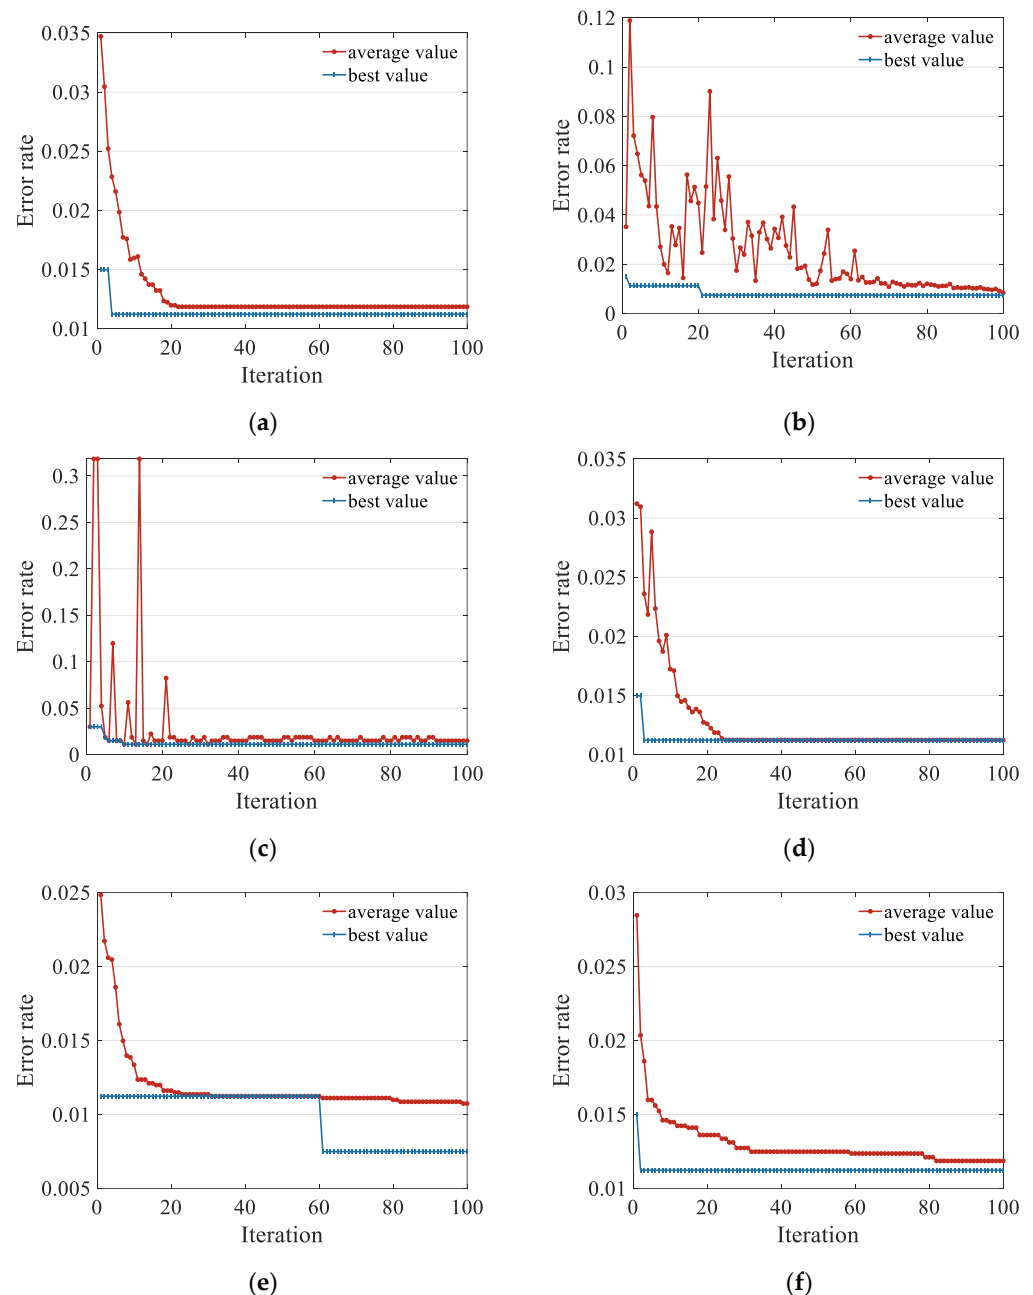 0.035
0.03
0.025
0.02
0.015
0.01
0 20 40 60 80 100
Error rate
Iteration
average value
best value
(a)
0.12
0.12
0.04
0.06
0.04
0.02
0
0 20 40 60 80 100
Error rate
Iteration
average value
best value
(b)
0.3
0.25
0.2
0.15
0.1
0.05
0
0 20 40 60 80 100
Error rate
Iteration
average value
best value
(c)
0.035
0.03
0.025
0.02
0.015
0.01
0 20 40 60 80 100
Error rate
Iteration
average value
best value
(d)
0.025
0.02
0.015
0.01
0.005
0 20 40 60 80 100
Error rate
Iteration
average value
best value
(e)
0.03
0.025
0.02
0.015
0.01
0 20 40 60 80 100
Error rate
Iteration
average value
best value
(f)